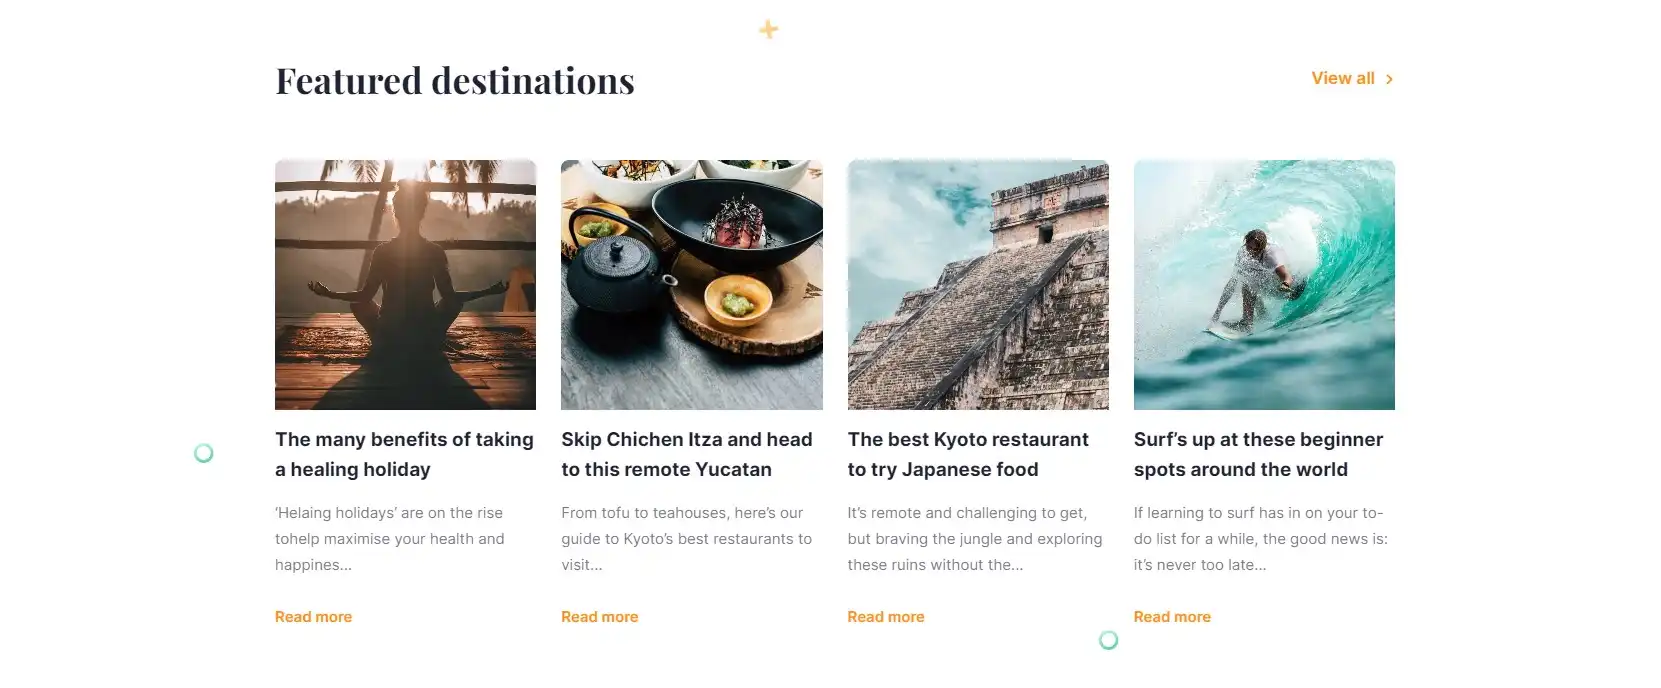 Featured destinations
View all
The many benefits of taking
a healing holiday
‘Helaing holidays’ are on the rise
tohelp maximise your health and
happines...
Read more
Skip Chichen Itza and head
to this remote Yucatan
From tofu to teahouses, here’s our
guide to Kyoto’s best restaurants to
visit...
Read more
The best Kyoto restaurant
to try Japanese food
It’s remote and challenging to get,
but braving the jungle and exploring
these ruins without the...
Read more
Surf’s up at these beginner
spots around the world
If learning to surf has in on your to-
do list for a while, the good news is:
it’s never too late...
Read more